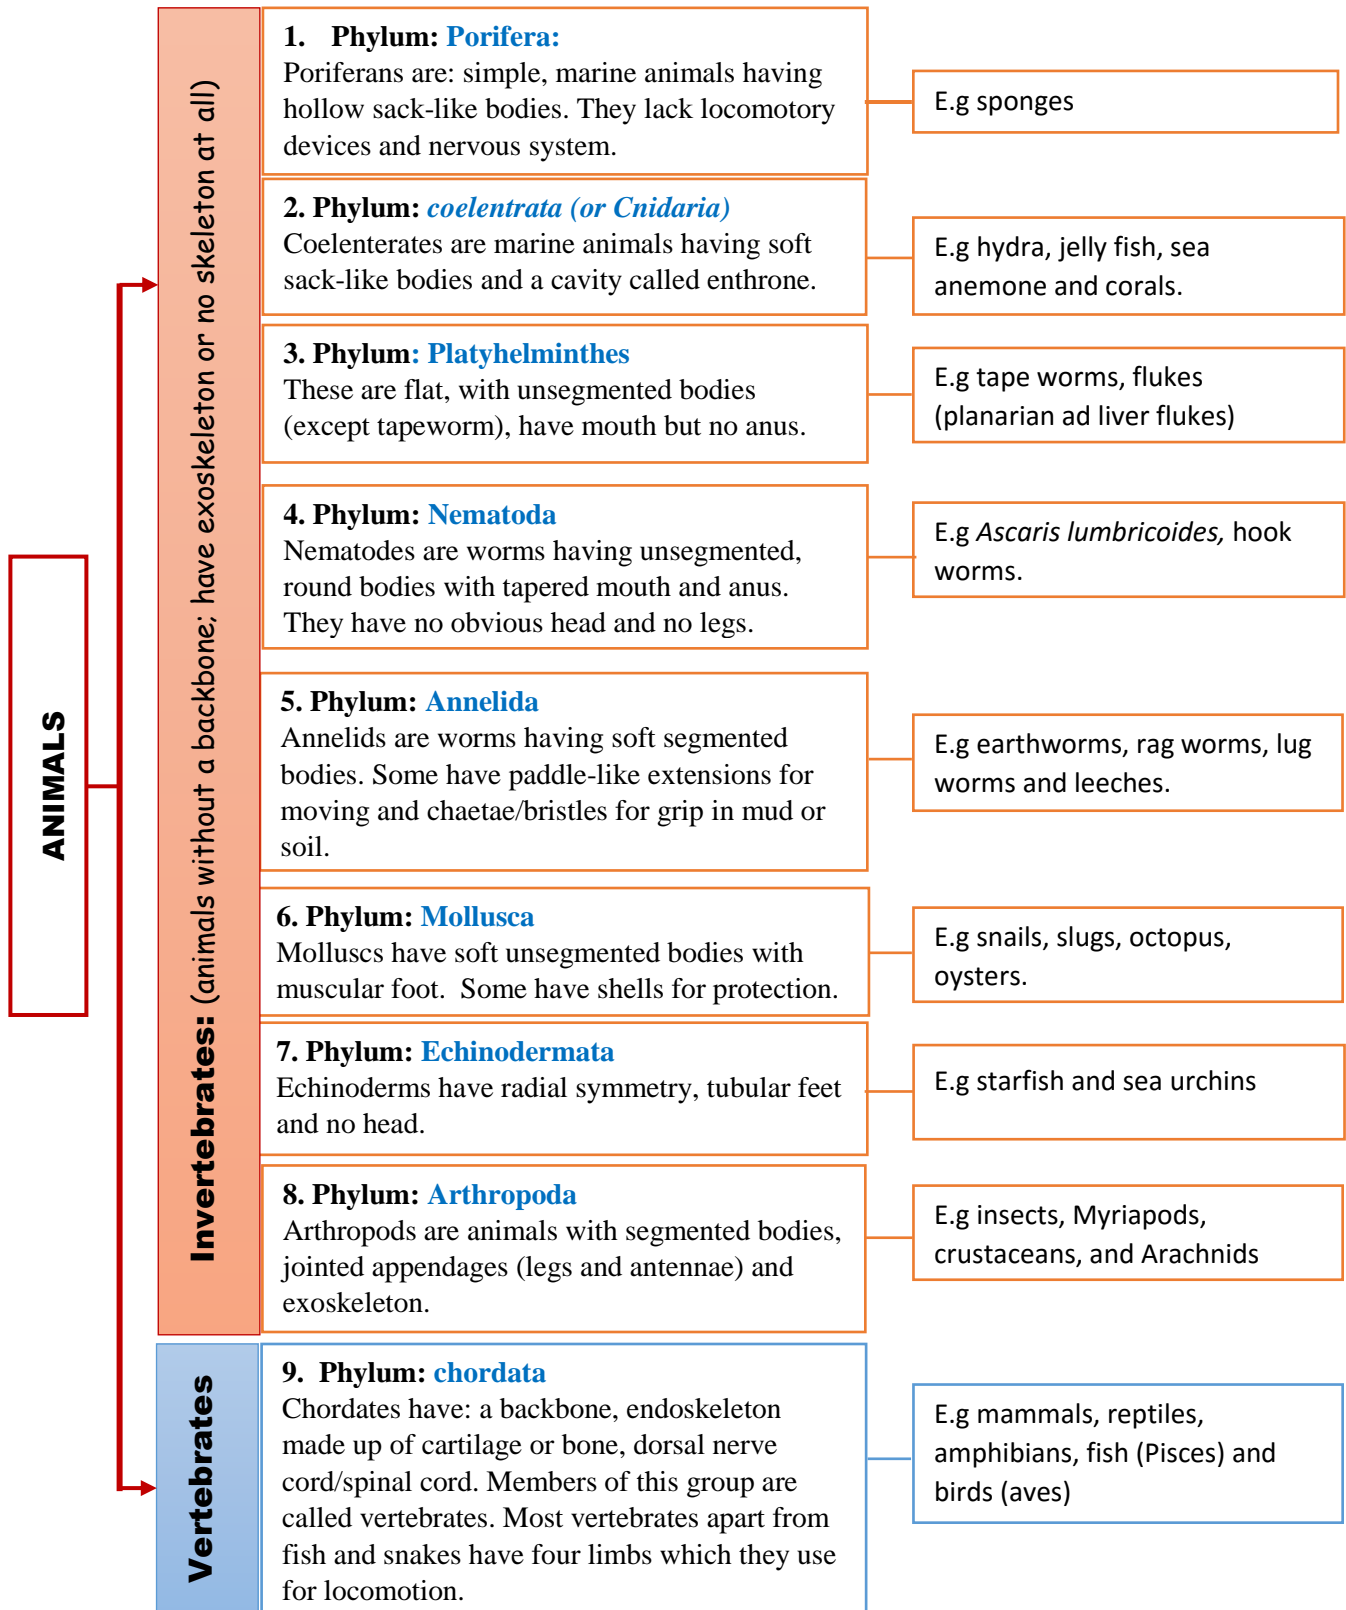 ANIMALS
Invertebrates: (animals without a backbone; have exoskeleton or no skeleton at all)
1. Phylum: Porifera:
Poriferans are: simple, marine animals having
hollow sack-like bodies. They lack locomotory
devices and nervous system.
E.g sponges
2. Phylum: coelentrata (or Cnidaria)
Coelenterates are marine animals having soft
sack-like bodies and a cavity called enthrone.
E.g hydra, jelly fish, sea
anemone and corals.
3. Phylum: Platyhelminthes
These are flat, with unsegmented bodies
(except tapeworm), have mouth but no anus.
E.g tape worms, flukes
(planarian ad liver flukes)
4. Phylum: Nematoda
Nematodes are worms having unsegmented,
round bodies with tapered mouth and anus.
They have no obvious head and no legs.
E.g Ascaris lumbricoides, hook
worms.
5. Phylum: Annelida
Annelids are worms having soft segmented
bodies. Some have paddle-like extensions for
moving and chaetae/bristles for grip in mud or
soil.
E.g earthworms, rag worms, lug
worms and leeches.
6. Phylum: Mollusca
Molluscs have soft unsegmented bodies with
muscular foot. Some have shells for protection.
E.g snails, slugs, octopus,
oysters.
7. Phylum: Echinodermata
Echinoderms have radial symmetry, tubular feet
and no head.
E.g starfish and sea urchins
8. Phylum: Arthropoda
Arthropods are animals with segmented bodies,
jointed appendages (legs and antennae) and
exoskeleton.
E.g insects, Myriapods,
crustaceans, and Arachnids
Vertebrates
9. Phylum: chordata
Chordates have: a backbone, endoskeleton
made up of cartilage or bone, dorsal nerve
cord/spinal cord. Members of this group are
called vertebrates. Most vertebrates apart from
fish and snakes have four limbs which they use
for locomotion.
E.g mammals, reptiles,
amphibians, fish (Pisces) and
birds (aves)